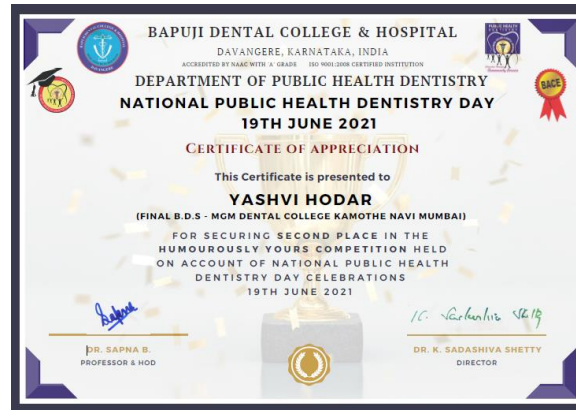 BAPUJI DENTAL COLLEGE & HOSPITAL
DAVANGERE, KARNATAKA, INDIA
ACCREDITED BY NAAC WITH 'A' GRADE ISO 9001:2008 CERTIFIED INSTITUTION
DEPARTMENT OF PUBLIC HEALTH DENTISTRY
NATIONAL PUBLIC HEALTH DENTISTRY DAY
19TH JUNE 2021
BACE
CERTIFICATE OF APPRECIATION
This Certificate is presented to
YASHVI HODAR
(FINAL B.D.S - MGM DENTAL COLLEGE KAMOTHE NAVI MUMBAI)
FOR SECURING SECOND PLACE IN THE
HUMOUROUSLY YOURS COMPETITION HELD
ON ACCOUNT OF NATIONAL PUBLIC HEALTH
DENTISTRY DAY CELEBRATIONS
19TH JUNE 2021
DR. SAPNA B.
PROFESSOR & HOD
DR. K. SADASHIVA SHETTY
DIRECTOR